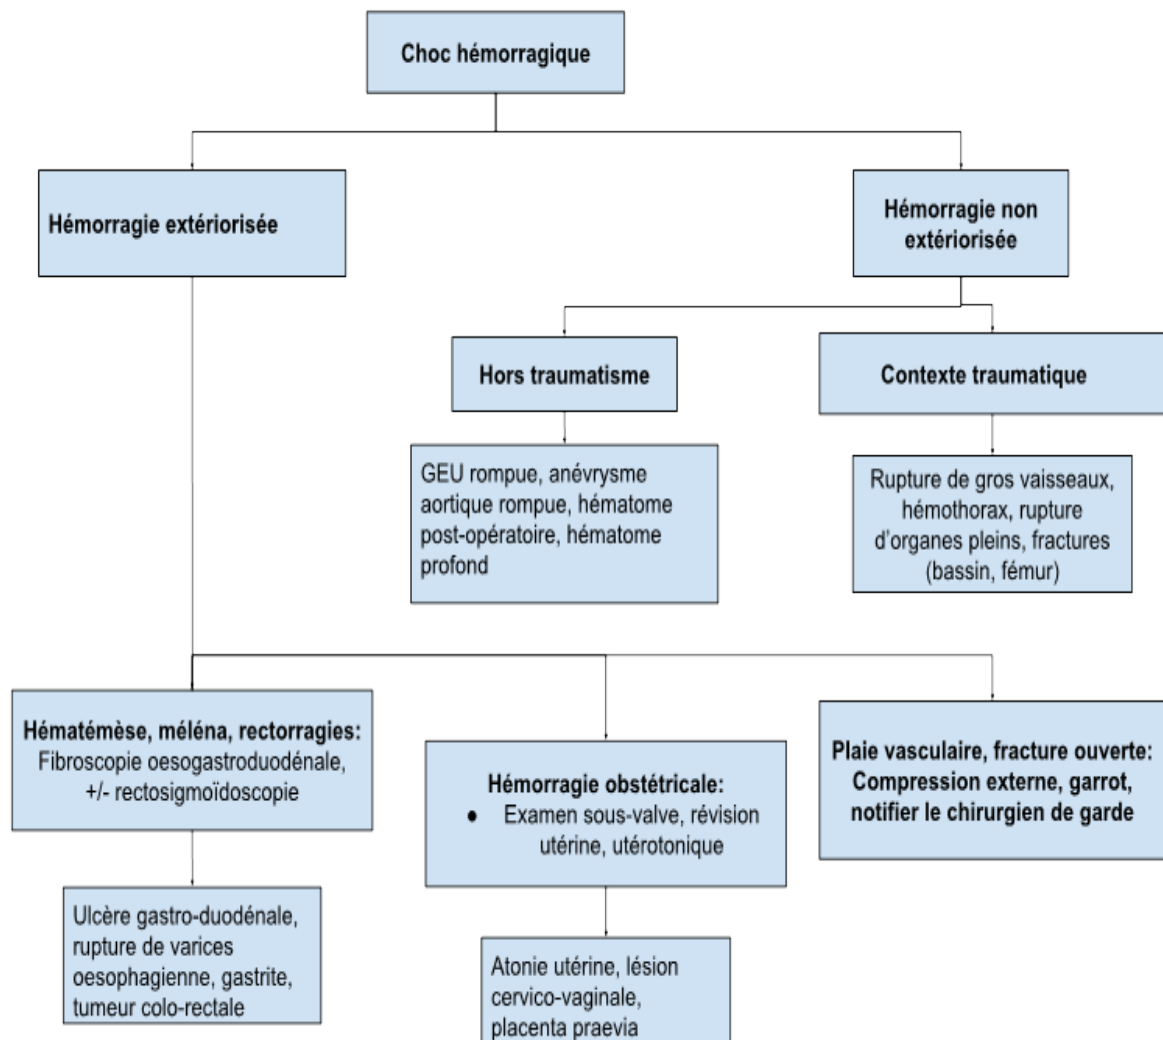 Choc hémorragique
Hémorragie extériorisée
Hémorragie non
extériorisée
Hors traumatisme
Contexte traumatique
GEU rompue, anévrysme
aortique rompue, hématome
post-opératoire, hématome
profond
Rupture de gros vaisseaux,
hémothorax, rupture
d'organes pleins, fractures
(bassin, fémur)
Hématémèse, méléna, rectorragies:
Fibroscopie oesogastroduodénale,
+/- rectosigmoïdoscopie
Hémorragie obstétricale:
● Examen sous-valve, révision
utérine, utérotonique
Plaie vasculaire, fracture ouverte:
Compression externe, garrot,
notifier le chirurgien de garde
Ulcère gastro-duodénale,
rupture de varices
oesophagienne, gastrite,
tumeur colo-rectale
Atonie utérine, lésion
cervico-vaginale,
placenta praevia